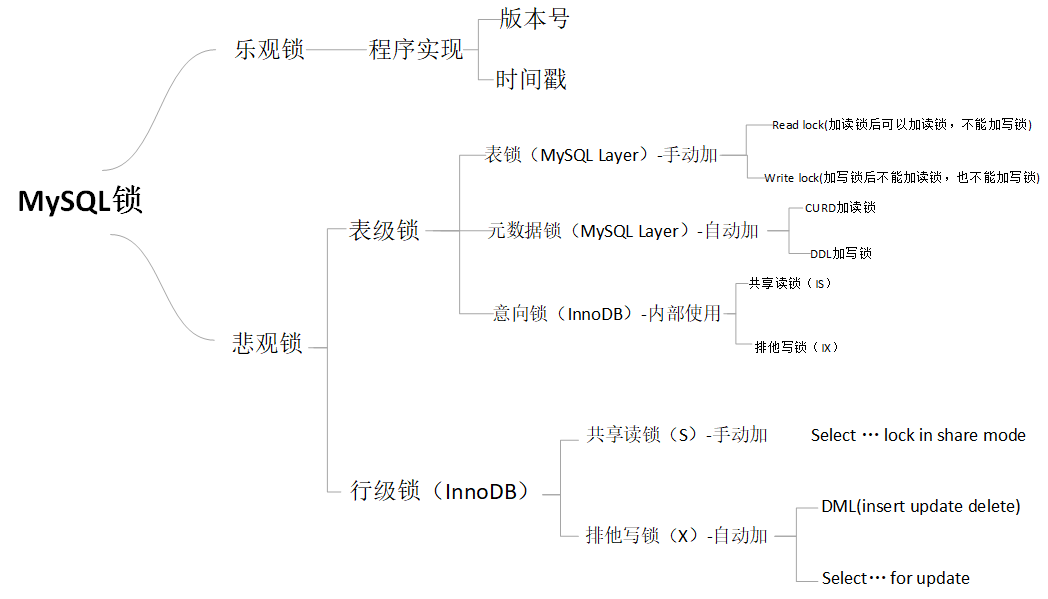 MySQL锁
乐观锁
程序实现
版本号
时间戳
悲观锁
表级锁
表锁（MySQL Layer）-手动加
Read lock(加读锁后可以加读锁，不能加写锁)
Write lock(加写锁后不能加读锁，也不能加写锁)
元数据锁（MySQL Layer）-自动加
CURD加读锁
DDL加写锁
意向锁（InnoDB）-内部使用
共享读锁（IS）
排他写锁（IX）
行级锁（InnoDB）
共享读锁（S）-手动加
Select … lock in share mode
排他写锁（X）-自动加
DML(insert update delete)
Select… for update